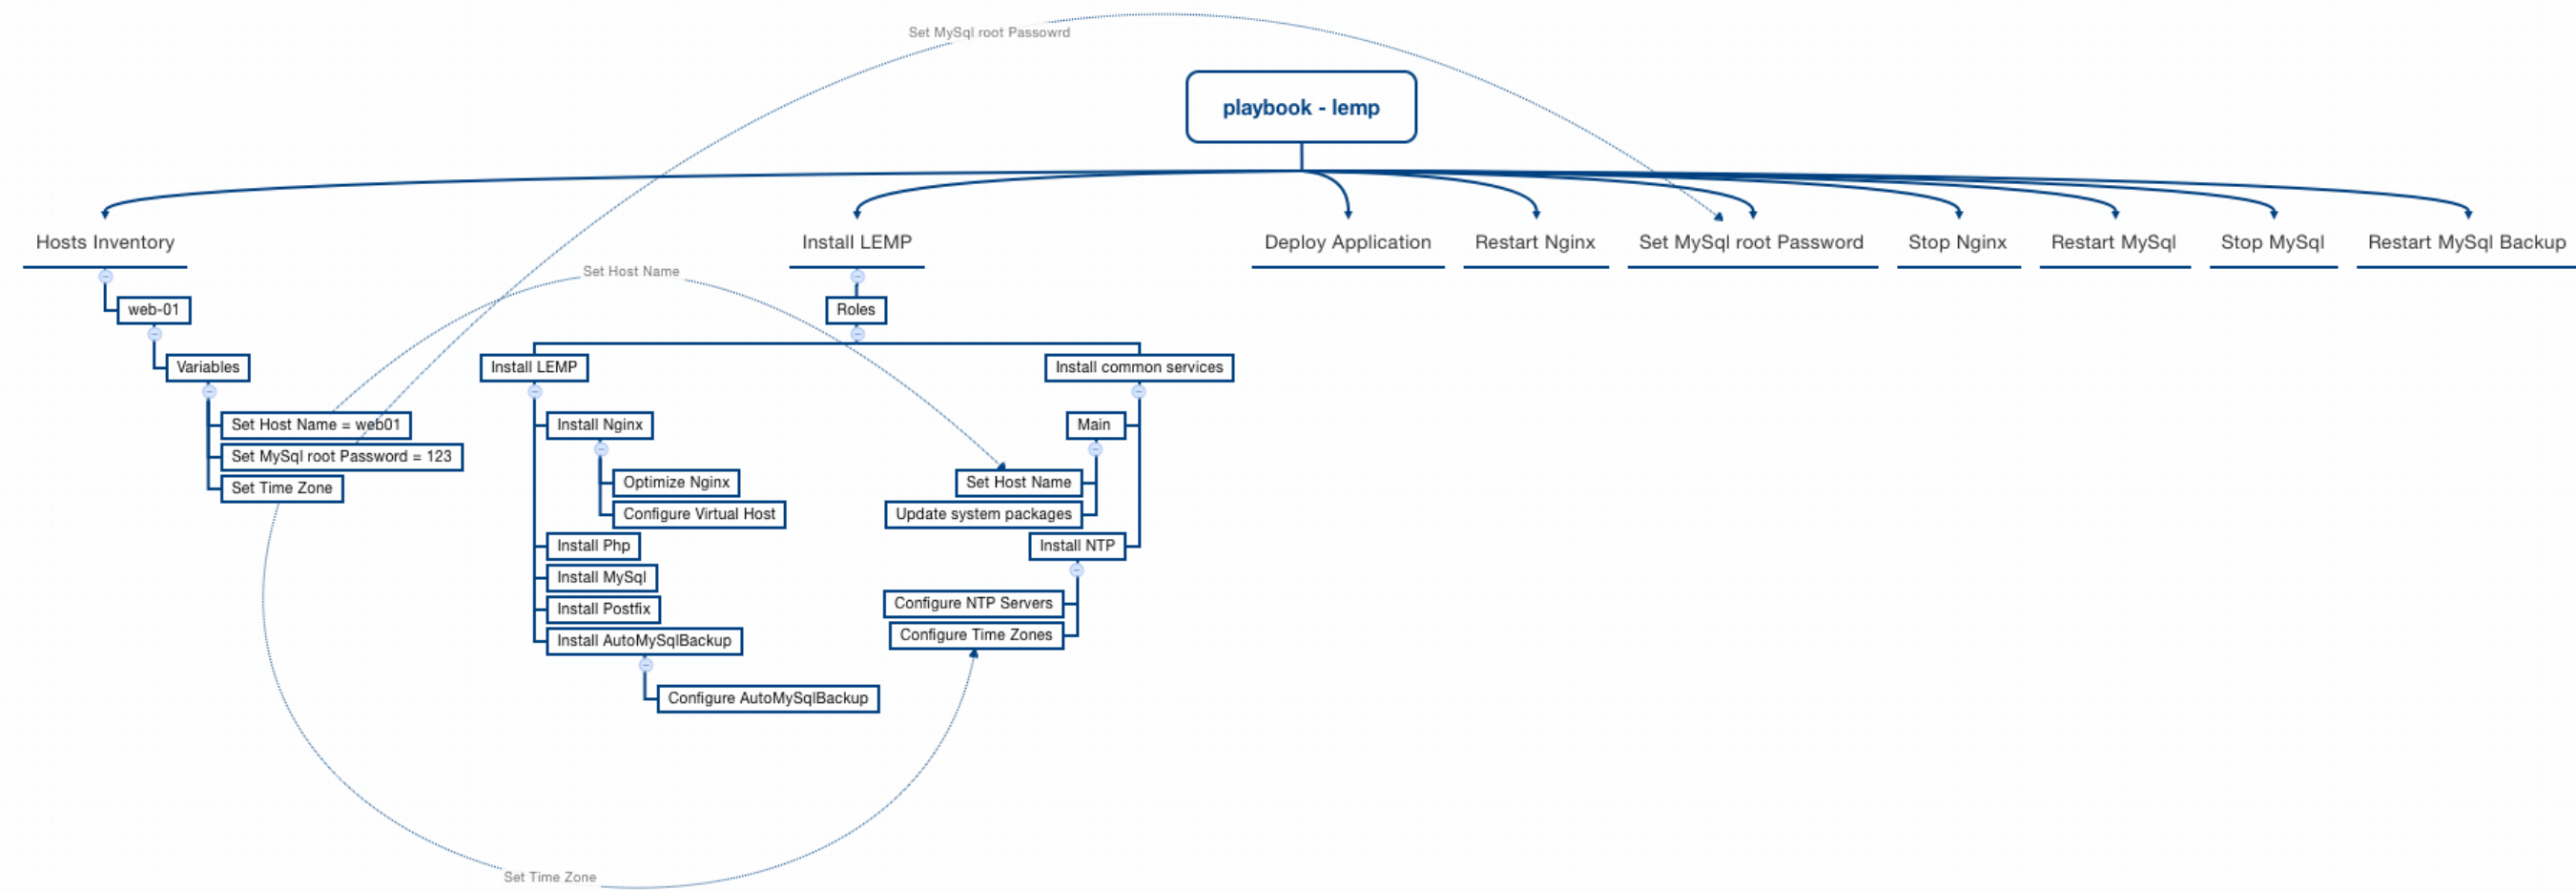 Set MySql root Passowrd
playbook - lemp
Hosts Inventory
Install LEMP
Deploy Application
Restart Nginx
Set MySql root Password
Stop Nginx
Restart MySql
Stop MySql
Restart MySql Backup
Set Host Name
web-01
Roles
Variables
Install LEMP
Install common services
Set Host Name = web01
Set MySql root Password = 123
Set Time Zone
Install Nginx
Optimize Nginx
Configure Virtual Host
Install Php
Install MySql
Install Postfix
Install AutoMySqlBackup
Configure AutoMySqlBackup
Main
Set Host Name
Update system packages
Install NTP
Configure NTP Servers
Configure Time Zones
Set Time Zone